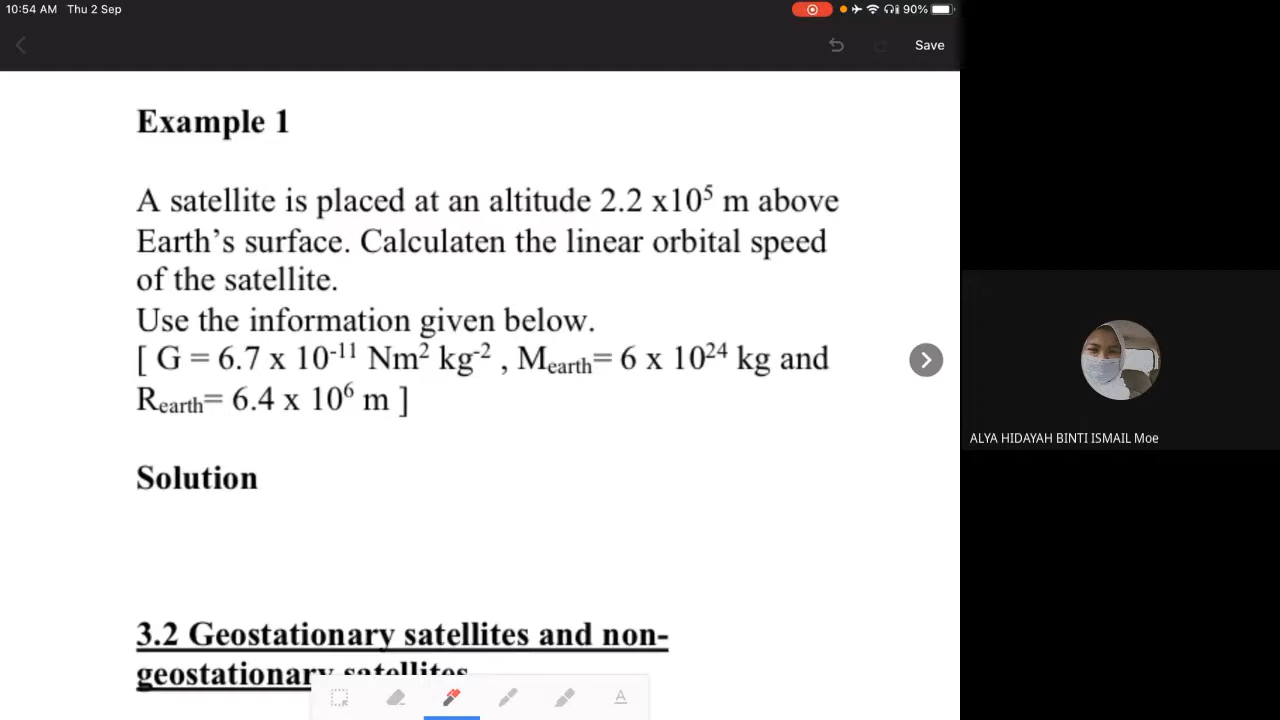 10:54 AM Thu 2 Sep
90%
Save
Example 1
A satellite is placed at an altitude 2.2 x10⁵ m above
Earth's surface. Calculaten the linear orbital speed
of the satellite.
Use the information given below.
[ G = 6.7 x 10⁻¹¹ Nm² kg⁻² , Mearth= 6 x 10²⁴ kg and
Rearth= 6.4 x 10⁶ m ]
Solution
3.2 Geostationary satellites and non-
geostationary satellites
A
ALYA HIDAYAH BINTI ISMAIL Moe